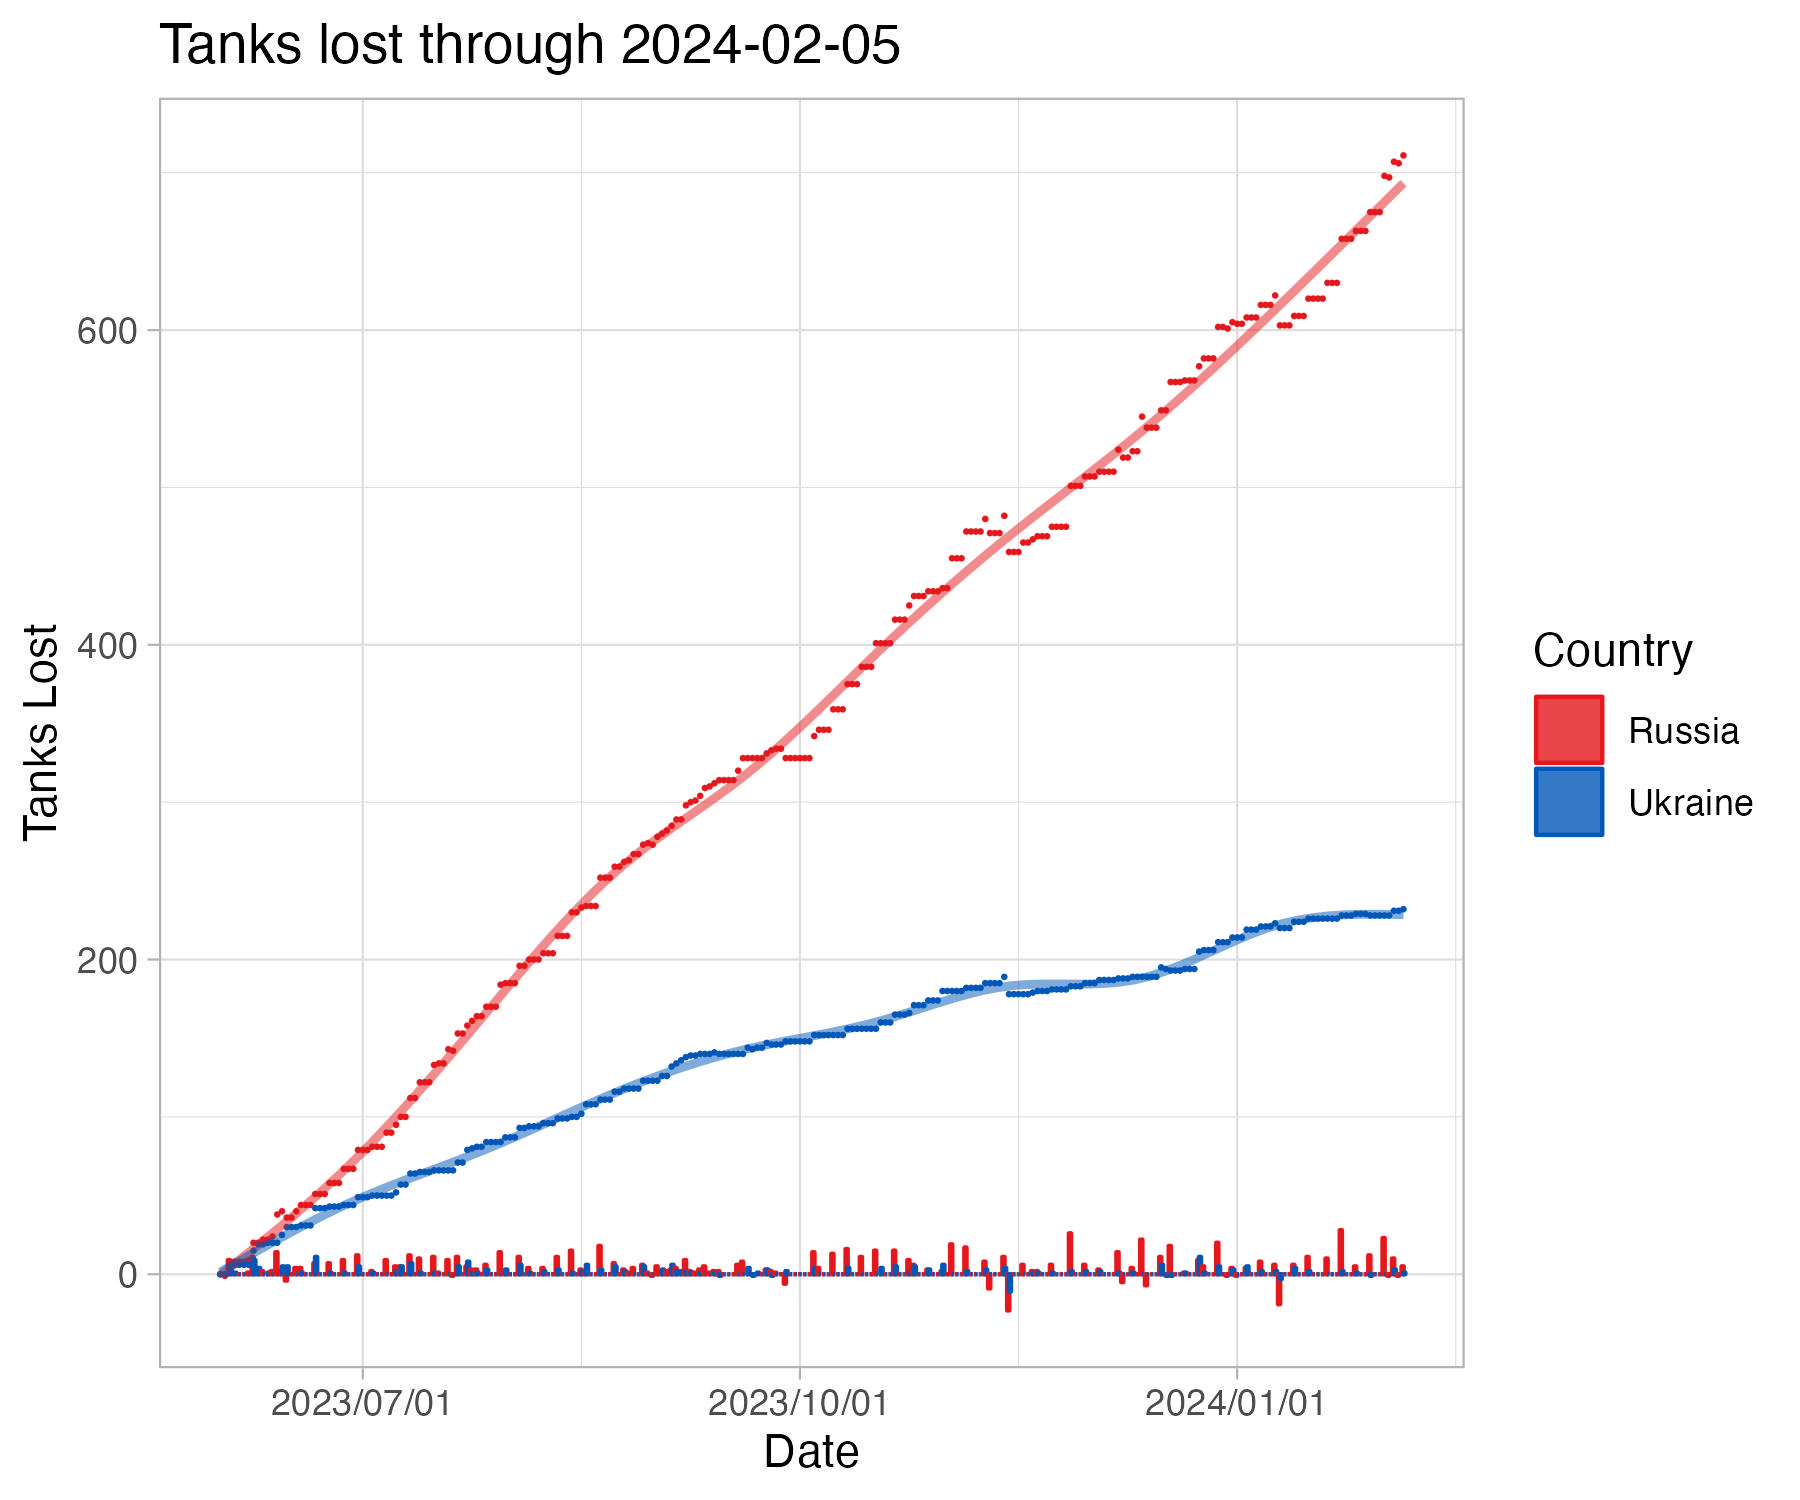 Tanks lost through 2024-02-05
Tanks Lost
600
400
200
0
2023/07/01
2023/10/01
2024/01/01
Date
Country
Russia
Ukraine